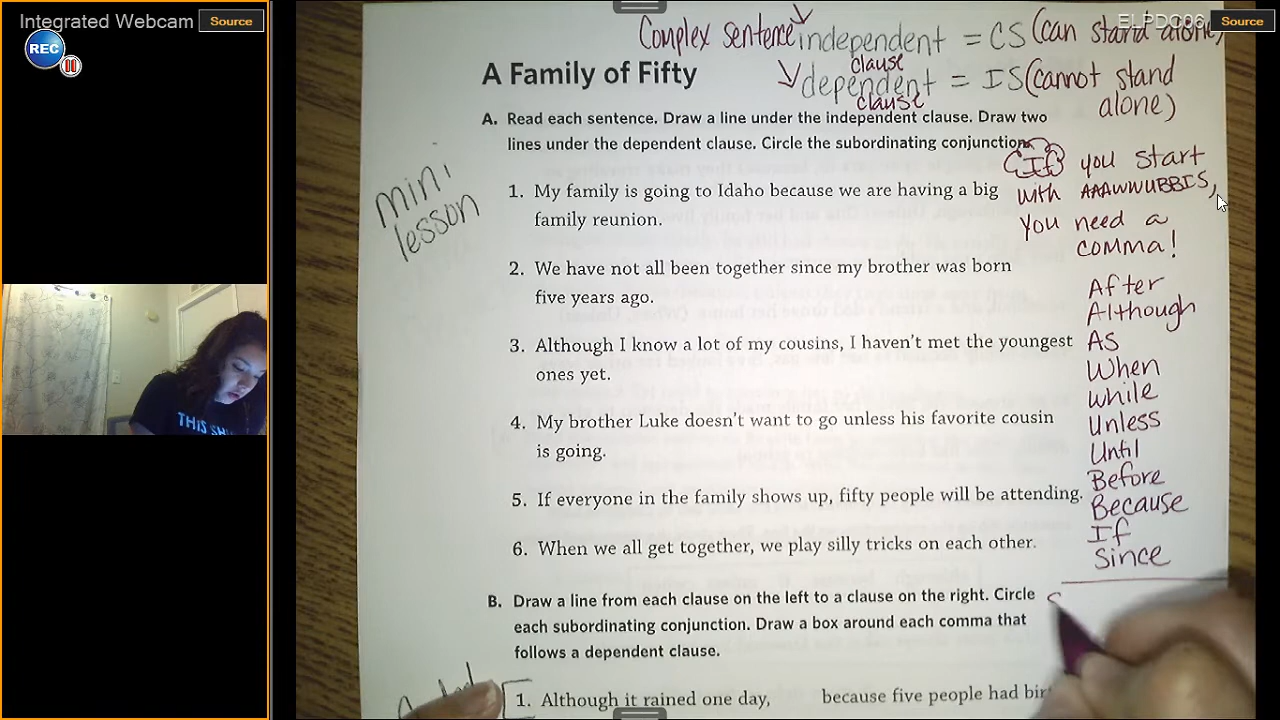 Integrated Webcam
Source
REC
ELPDC06
Source
Complex sentence independent clause = CS (can stand alone)
dependent clause = IS (cannot stand alone)
A Family of Fifty
A. Read each sentence. Draw a line under the independent clause. Draw two
lines under the dependent clause. Circle the subordinating conjunction.
mini
lesson
1. My family is going to Idaho because we are having a big
family reunion.
2. We have not all been together since my brother was born
five years ago.
3. Although I know a lot of my cousins, I haven't met the youngest
ones yet.
4. My brother Luke doesn't want to go unless his favorite cousin
is going.
5. If everyone in the family shows up, fifty people will be attending.
6. When we all get together, we play silly tricks on each other.
you start
with AAAWWUBBIS,
you need a
comma!
After
Although
As
When
while
Unless
Until
Before
Because
If
Since
B. Draw a line from each clause on the left to a clause on the right. Circle
each subordinating conjunction. Draw a box around each comma that
follows a dependent clause.
1. Although it rained one day, because five people had
THIS